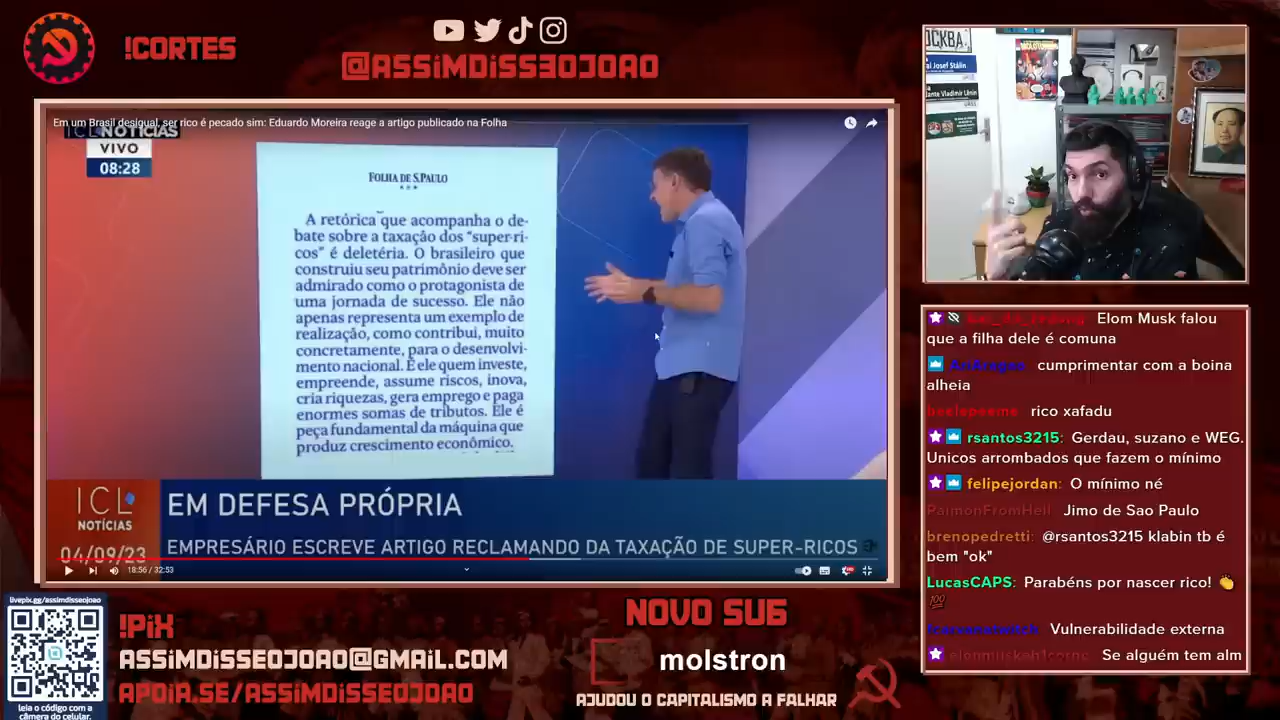 !CORTES
@ASSIMDISSEOJOAO
Em um Brasil desigual, ser rico é pecado sim: Eduardo Moreira reage a artigo publicado na Folha
ICL NOTÍCIAS
VIVO
08:28
FOLHA DE S.PAULO
A retórica que acompanha o de-
bate sobre a taxação dos “super-ri-
cos” é deletéria. O brasileiro que
construiu seu patrimônio deve ser
admirado como o protagonista de
uma jornada de sucesso. Ele não
apenas representa um exemplo de
realização, como contribui, muito
concretamente, para o desenvolvi-
mento nacional. É ele quem investe,
empreende, assume riscos, inova,
cria riquezas, gera emprego e paga
enormes somas de tributos. Ele é
peça fundamental da máquina que
produz crescimento econômico.
ICL
NOTÍCIAS
04/09/23
EM DEFESA PRÓPRIA
EMPRESÁRIO ESCREVE ARTIGO RECLAMANDO DA TAXAÇÃO DE SUPER-RICOS
18:56 / 32:53
Josef Stálin
Vladimir Lênin
Elom Musk falou
que a filha dele é comuna
cumprimentar com a boina
alheia
rico xafadu
rsantos3215: Gerdau, suzano e WEG.
Unicos arrombados que fazem o mínimo
felipejordan: O mínimo né
PaimonFromHell Jimo de Sao Paulo
brenopedretti: @rsantos3215 klabin tb é
bem "ok"
LucasCAPS: Parabéns por nascer rico! 👏
💯
Vulnerabilidade externa
Se alguém tem alm
livepix.gg/assimdisseojoao
leia o código com a
câmera do celular.
!PIX
ASSIMDISSEOJOAO@GMAIL.COM
APOIA.SE/ASSIMDISSEOJOAO
NOVO SUB
molstron
AJUDOU O CAPITALISMO A FALHAR